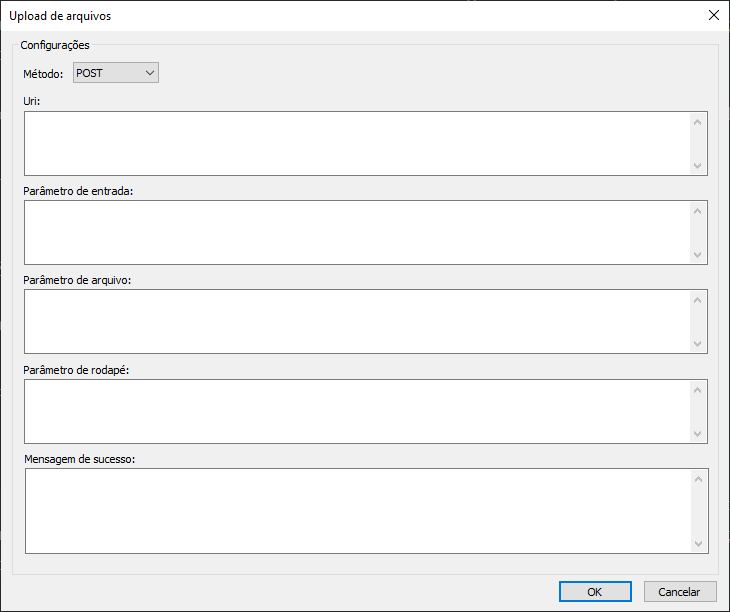 Upload de arquivos
Configurações
Método: POST
Uri:
Parâmetro de entrada:
Parâmetro de arquivo:
Parâmetro de rodapé:
Mensagem de sucesso:
OK Cancelar